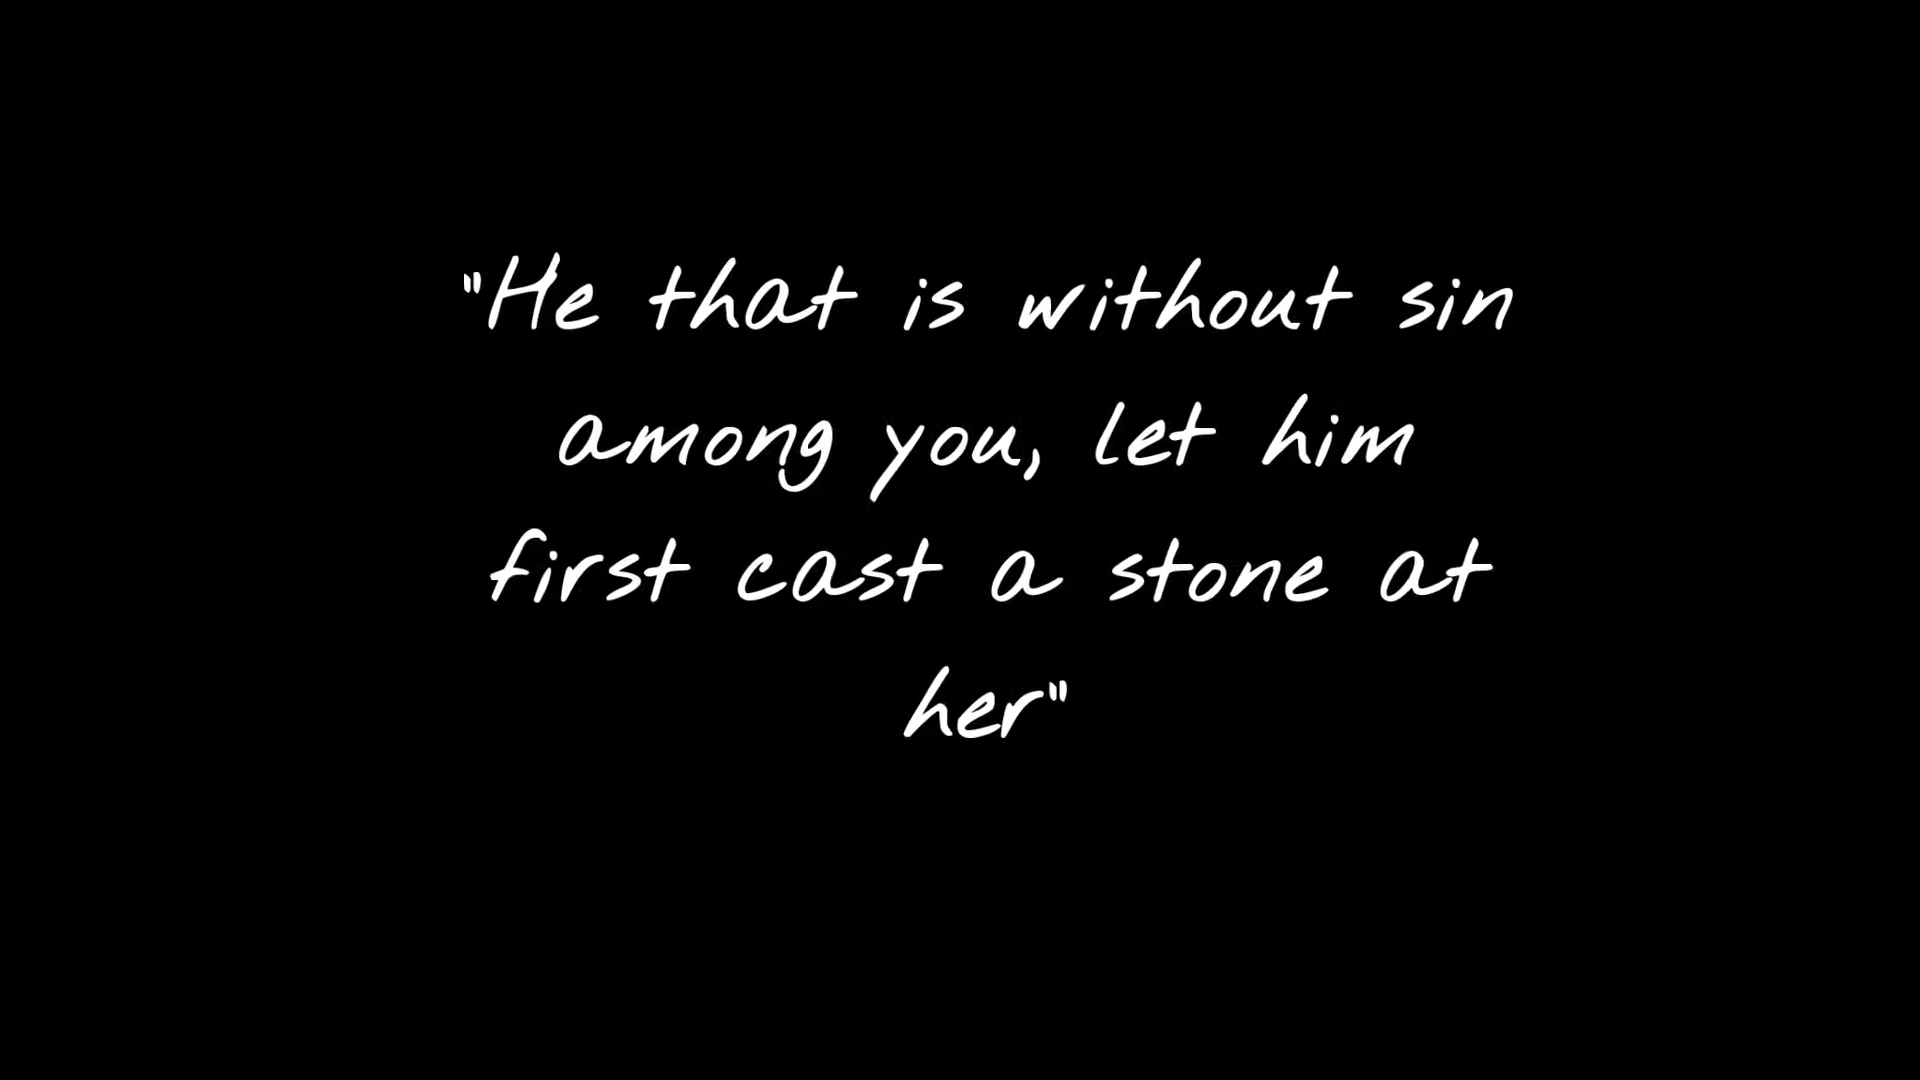 "He that is without sin
among you, let him
first cast a stone at
her"